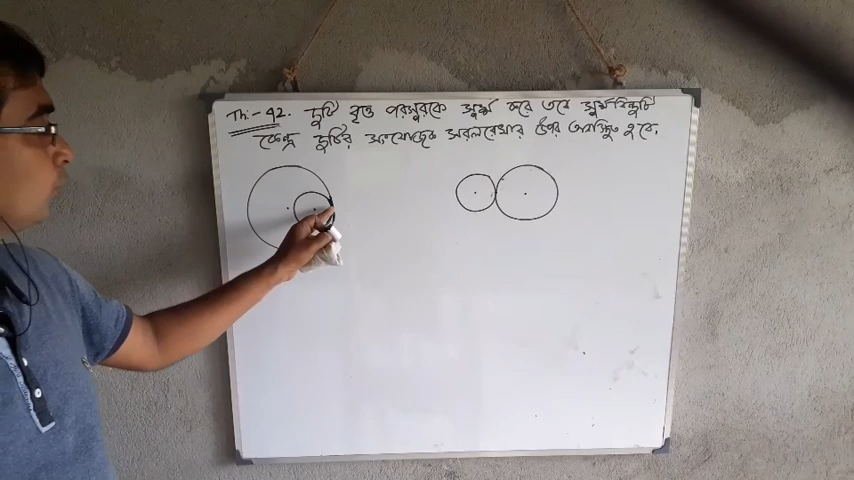 Th:- 42. দুটি বৃত্ত পরস্পরকে স্পর্শ করে তবে স্পর্শবিন্দুটি
কেন্দ্র দুটির সংযোজক সরলরেখার উপর অবস্থিত হবে.